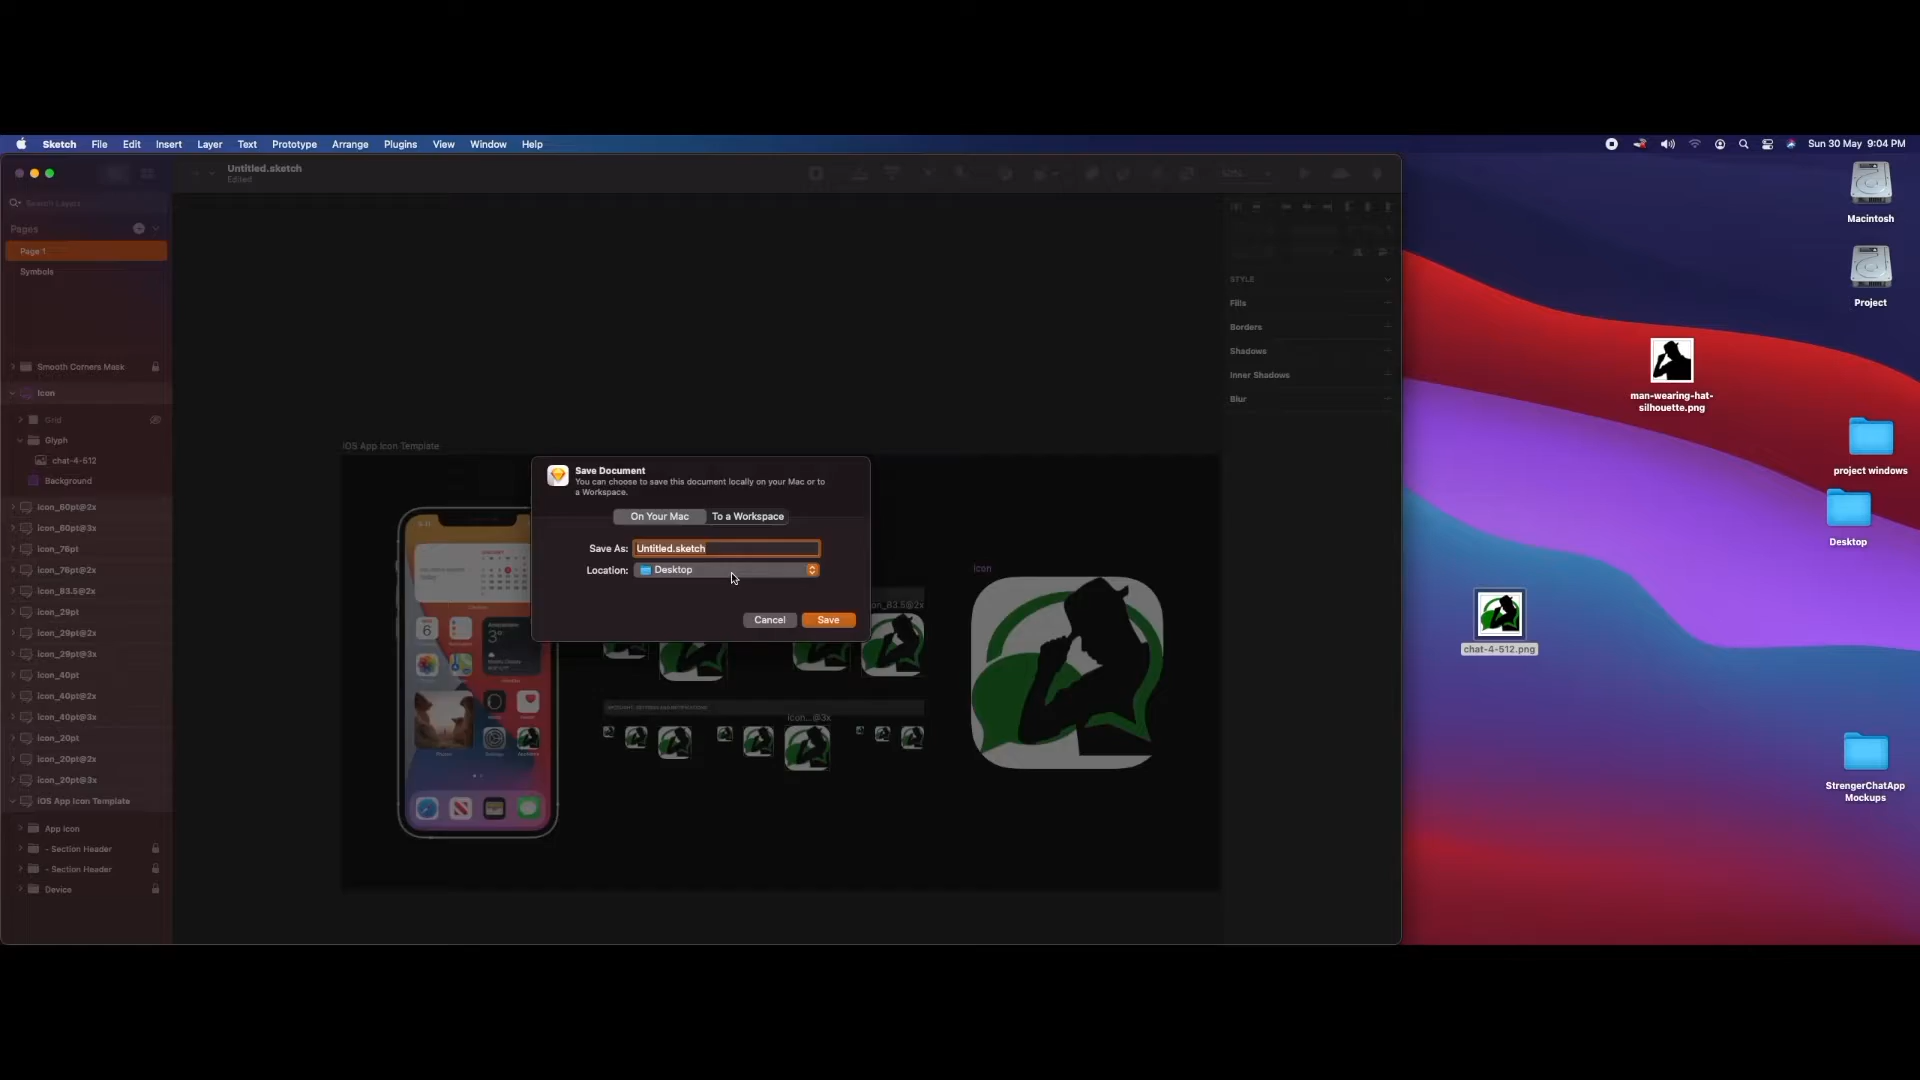 Sketch File Edit Insert Layer Text Prototype Arrange Plugins View Window Help
Sun 30 May 9:04 PM
Untitled.sketch
Edited
Search Layers
Pages
Page 1
Symbols
Smooth Corners Mask
Icon
Grid
Glyph
chat-4-512
Background
icon_60pt@2x
icon_60pt@3x
icon_76pt
icon_76pt@2x
icon_83.5@2x
icon_29pt
icon_29pt@2x
icon_29pt@3x
icon_40pt
icon_40pt@2x
icon_40pt@3x
icon_20pt
icon_20pt@2x
icon_20pt@3x
iOS App Icon Template
App icon
- Section Header
- Section Header
Device
iOS App Icon Template
Save Document
You can choose to save this document locally on your Mac or to
a Workspace.
On Your Mac
To a Workspace
Save As:
Untitled.sketch
Location:
Desktop
Cancel
Save
Icon...@3x
Icon
STYLE
Fills
Borders
Shadows
Inner Shadows
Blur
Macintosh
Project
man-wearing-hat-
silhouette.png
project windows
Desktop
chat-4-512.png
StrengerChatApp
Mockups